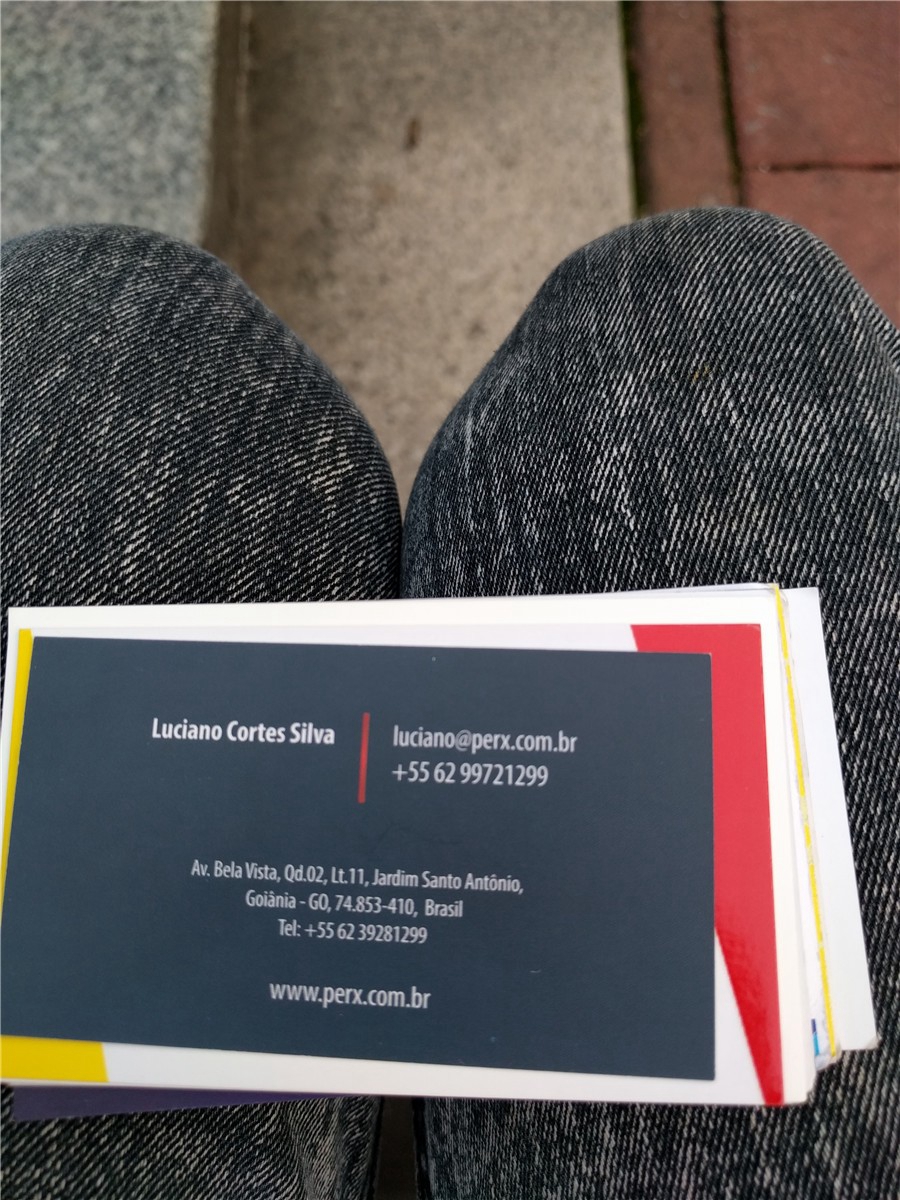 Luciano Cortes Silva
luciano@perx.com.br
+55 62 99721299
Av. Bela Vista, Qd.02, Lt.11, Jardim Santo Antônio,
Goiânia - GO, 74.853-410, Brasil
Tel: +55 62 39281299
www.perx.com.br